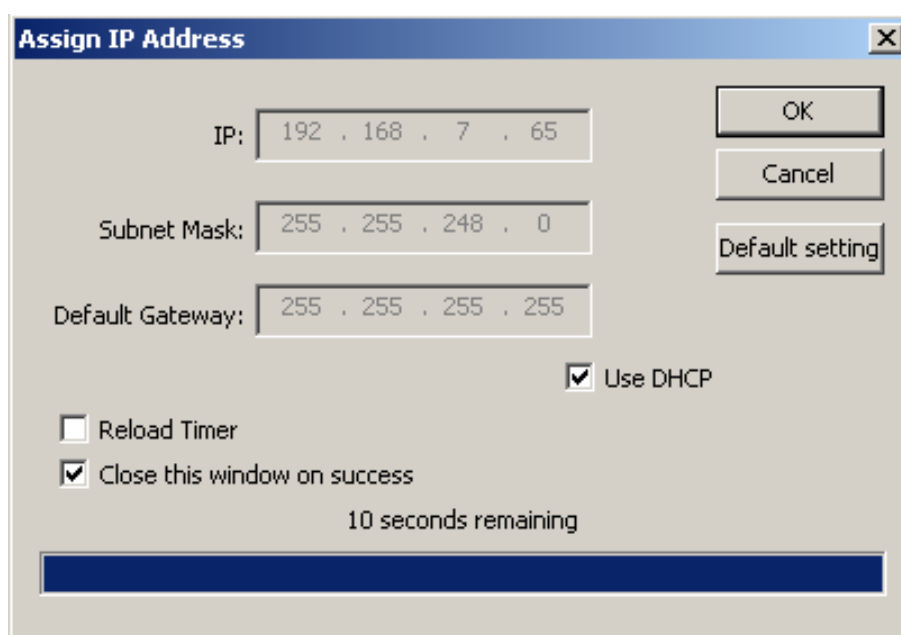 Assign IP Address
IP: 192 . 168 . 7 . 65
OK
Cancel
Subnet Mask: 255 . 255 . 248 . 0
Default setting
Default Gateway: 255 . 255 . 255 . 255
Use DHCP
Reload Timer
Close this window on success
10 seconds remaining